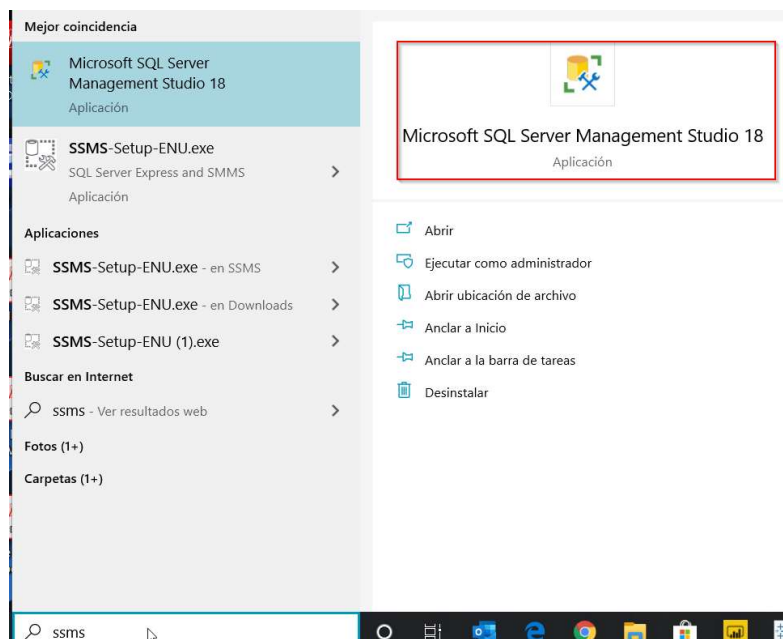 Mejor coincidencia
Microsoft SQL Server
Management Studio 18
Aplicación
SSMS-Setup-ENU.exe
SQL Server Express and SMMS
Aplicación
Aplicaciones
SSMS-Setup-ENU.exe - en SSMS
SSMS-Setup-ENU.exe - en Downloads
SSMS-Setup-ENU (1).exe
Buscar en Internet
ssms - Ver resultados web
Fotos (1+)
Carpetas (1+)
Microsoft SQL Server Management Studio 18
Aplicación
Abrir
Ejecutar como administrador
Abrir ubicación de archivo
Anclar a Inicio
Anclar a la barra de tareas
Desinstalar
ssms